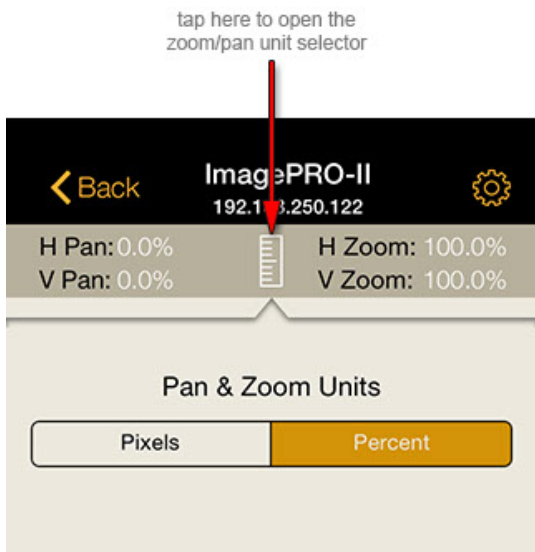 tap here to open the
zoom/pan unit selector
Back
ImagePRO-II
H Pan: 0.0%
V Pan: 0.0%
H Zoom: 100.0%
V Zoom: 100.0%
Pan & Zoom Units
Pixels
Percent